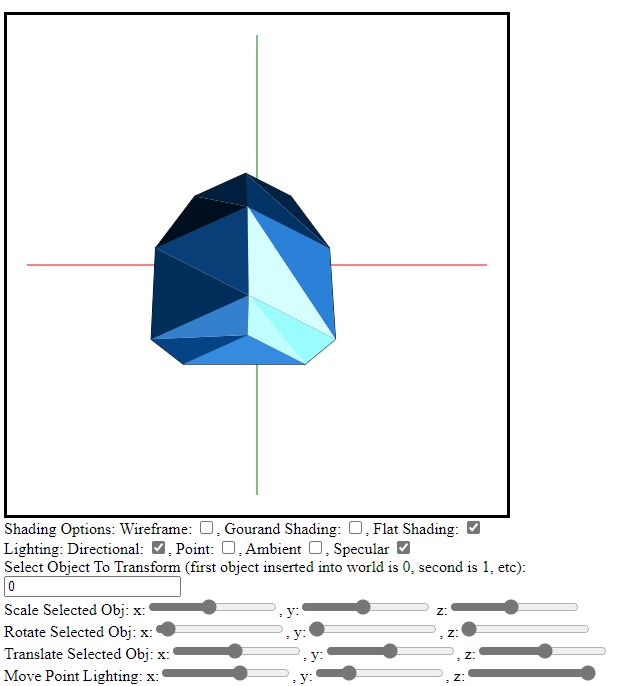 Shading Options: Wireframe: , Gourand Shading: , Flat Shading:
Lighting: Directional: , Point: , Ambient , Specular
Select Object To Transform (first object inserted into world is 0, second is 1, etc):
0
Scale Selected Obj: x: , y: z:
Rotate Selected Obj: x: , y: , z:
Translate Selected Obj: x: , y: , z:
Move Point Lighting: x: , y: , z: